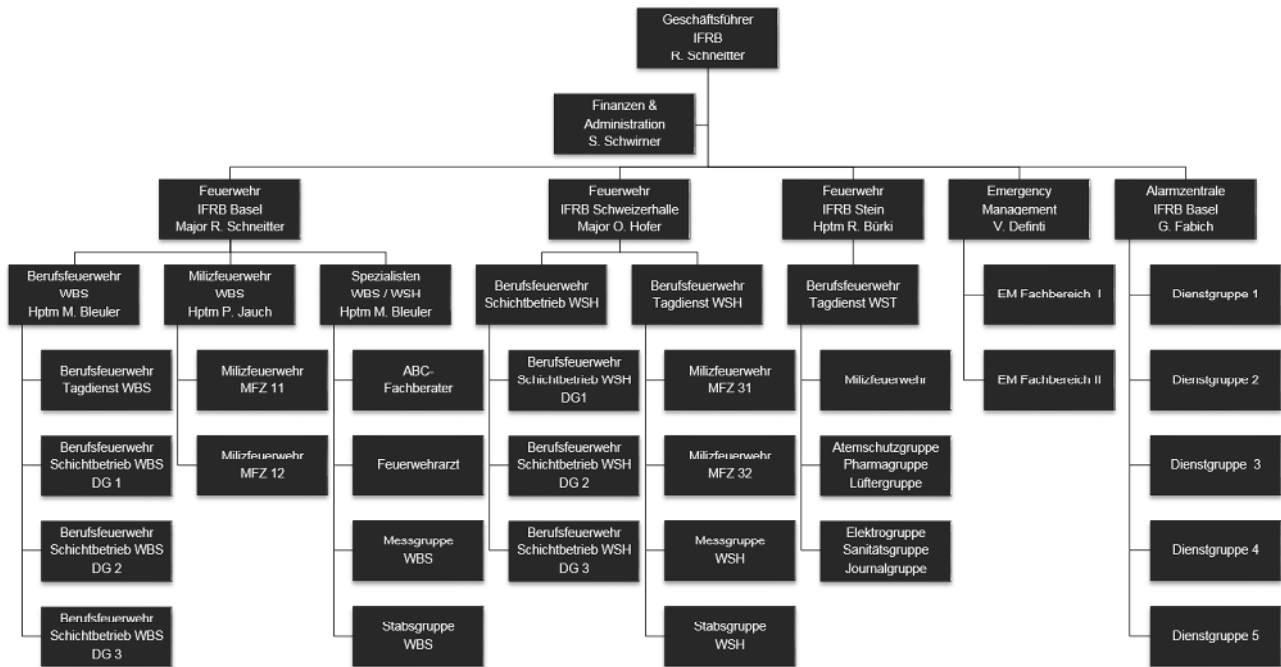 Geschäftsführer
IFRB
R. Schneitter
Finanzen &
Administration
S. Schwirner
Feuerwehr
IFRB Basel
Major R. Schneitter
Feuerwehr
IFRB Schweizerhalle
Major O. Hofer
Feuerwehr
IFRB Stein
Hptm R. Bürki
Emergency
Management
V. Definti
Alarmzentrale
IFRB Basel
G. Fabich
Berufsfeuerwehr
WBS
Hptm M. Bleuler
Milizfeuerwehr
WBS
Hptm P. Jauch
Spezialisten
WBS / WSH
Hptm M. Bleuler
Berufsfeuerwehr
Schichtbetrieb WSH
Berufsfeuerwehr
Tagdienst WSH
Berufsfeuerwehr
Tagdienst WST
EM Fachbereich I
Dienstgruppe 1
Berufsfeuerwehr
Tagdienst WBS
Milizfeuerwehr
MFZ 11
ABC-
Fachberater
Berufsfeuerwehr
Schichtbetrieb WSH
DG1
Milizfeuerwehr
MFZ 31
Milizfeuerwehr
EM Fachbereich II
Dienstgruppe 2
Berufsfeuerwehr
Schichtbetrieb WBS
DG 1
Milizfeuerwehr
MFZ 12
Feuerwehrarzt
Berufsfeuerwehr
Schichtbetrieb WSH
DG 2
Milizfeuerwehr
MFZ 32
Atemschutzgruppe
Pharmagruppe
Lüftergruppe
Dienstgruppe 3
Berufsfeuerwehr
Schichtbetrieb WBS
DG 2
Messgruppe
WBS
Berufsfeuerwehr
Schichtbetrieb WSH
DG 3
Messgruppe
WSH
Elektrogruppe
Sanitätsgruppe
Journalgruppe
Dienstgruppe 4
Berufsfeuerwehr
Schichtbetrieb WBS
DG 3
Stabsgruppe
WBS
Stabsgruppe
WSH
Dienstgruppe 5